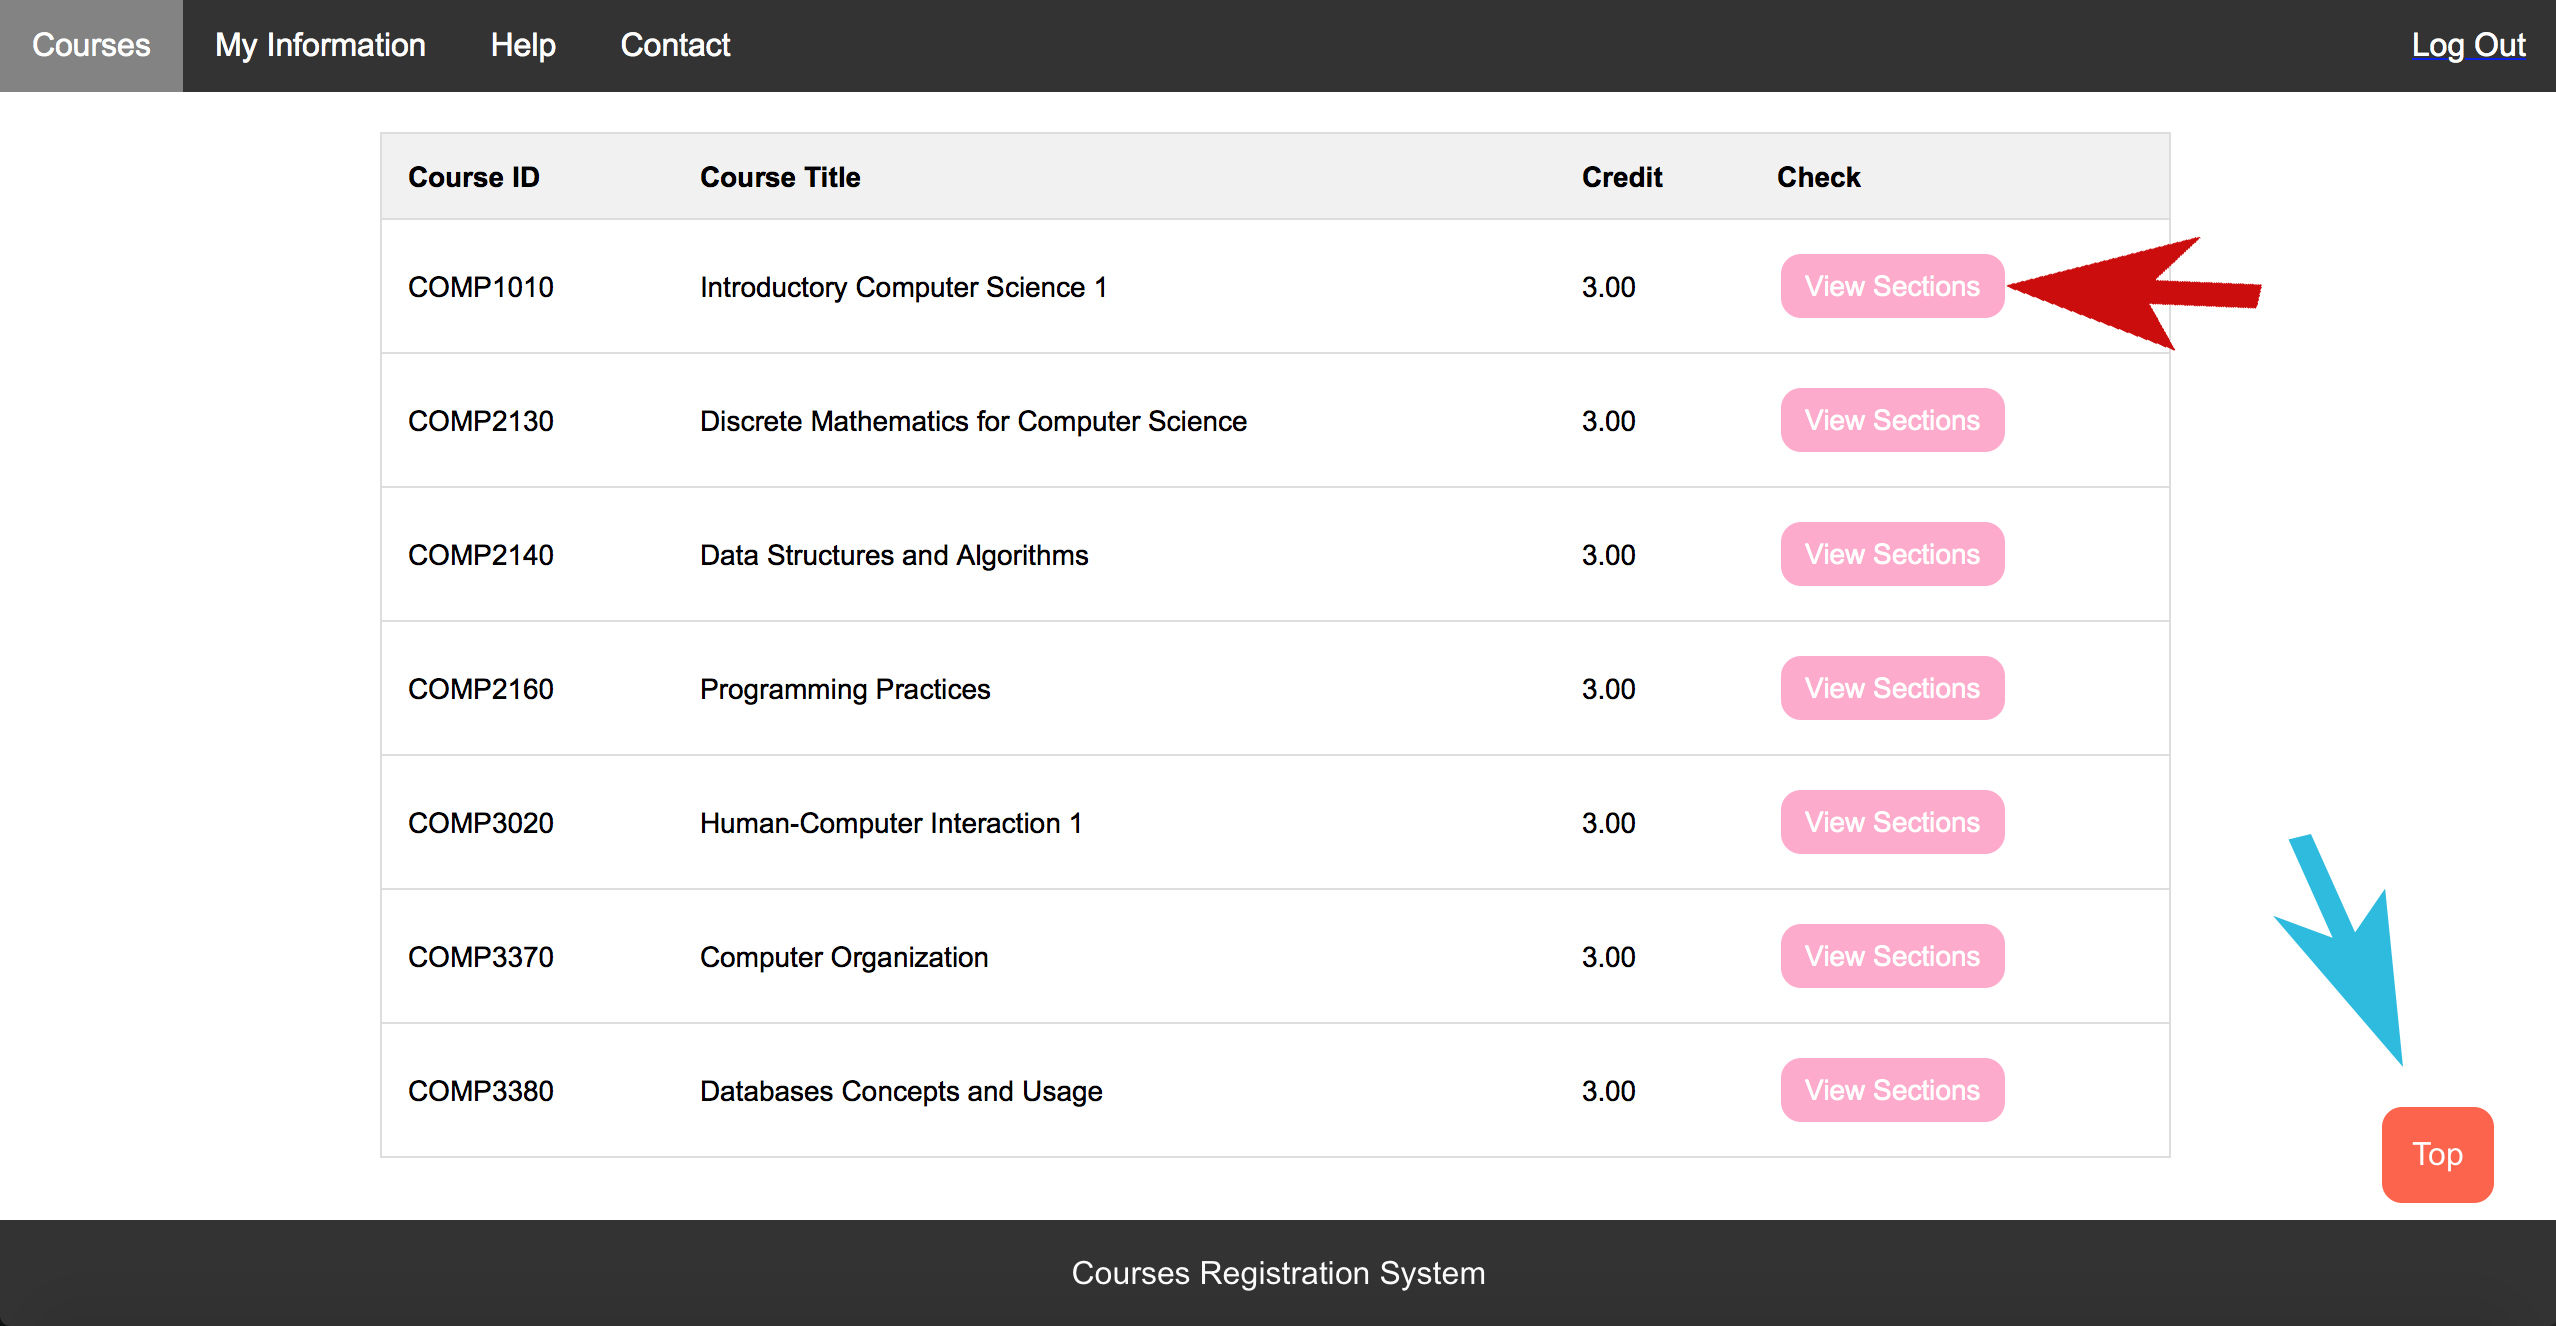 Courses My Information Help Contact Log Out
Course ID Course Title Credit Check
COMP1010 Introductory Computer Science 1 3.00 View Sections
COMP2130 Discrete Mathematics for Computer Science 3.00 View Sections
COMP2140 Data Structures and Algorithms 3.00 View Sections
COMP2160 Programming Practices 3.00 View Sections
COMP3020 Human-Computer Interaction 1 3.00 View Sections
COMP3370 Computer Organization 3.00 View Sections
COMP3380 Databases Concepts and Usage 3.00 View Sections
Top
Courses Registration System